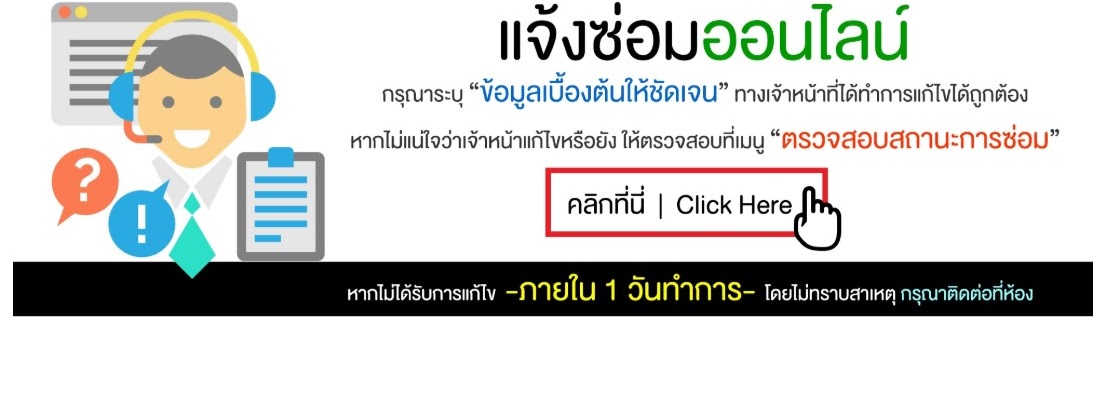 แจ้งซ่อมออนไลน์
กรุณาระบุ “ข้อมูลเบื้องต้นให้ชัดเจน” ทางเจ้าหน้าที่ได้ทำการแก้ไขได้ถูกต้อง
หากไม่แน่ใจว่าเจ้าหน้าแก้ไขหรือยัง ให้ตรวจสอบที่เมนู “ตรวจสอบสถานะการซ่อม”
คลิกที่นี่ | Click Here
หากไม่ได้รับการแก้ไข -ภายใน 1 วันทำการ- โดยไม่ทราบสาเหตุ กรุณาติดต่อที่ห้อง